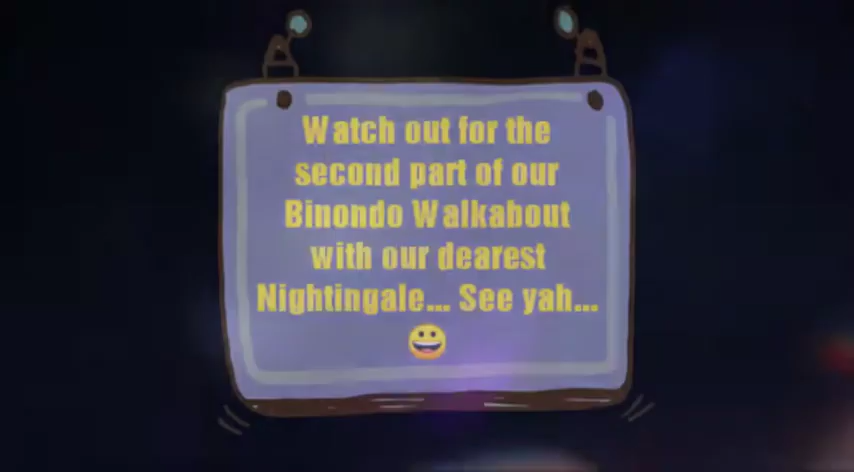 Watch out for the
second part of our
Binondo Walkabout
with our dearest
Nightingale... See yah...
😀